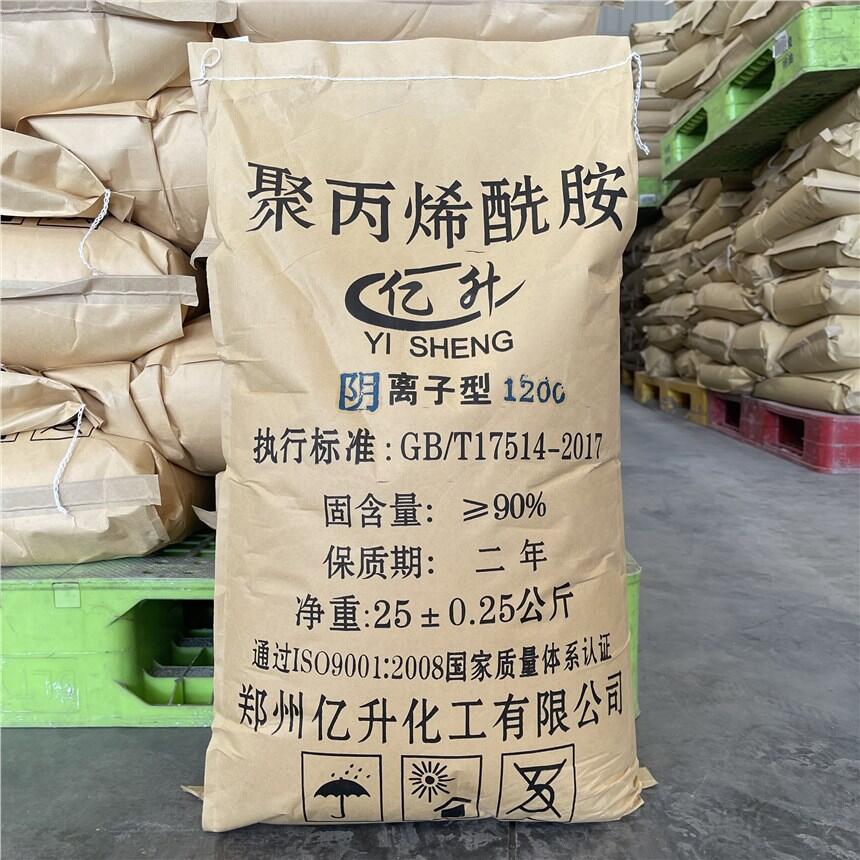 聚丙烯酰胺
亿升
YI SHENG
阴离子型 1200
执行标准:GB/T17514-2017
固含量: ≥90%
保质期: 二年
净重:25±0.25公斤
通过ISO9001:2008国家质量体系认证
郑州亿升化工有限公司